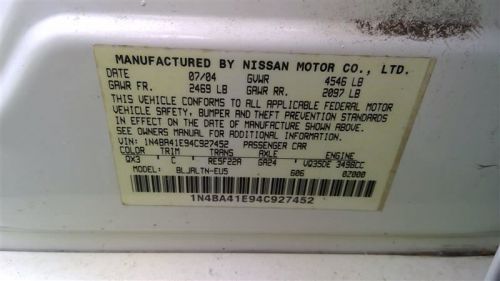 MANUFACTURED BY NISSAN MOTOR CO., LTD.
DATE 07/04 GVWR 4546 LB
GAWR FR. 2469 LB GAWR RR. 2097 LB
THIS VEHICLE CONFORMS TO ALL APPLICABLE FEDERAL MOTOR
VEHICLE SAFETY, BUMPER AND THEFT PREVENTION STANDARDS
IN EFFECT ON THE DATE OF MANUFACTURE SHOWN ABOVE.
SEE OWNERS MANUAL FOR ADDITIONAL INFORMATION.
VIN: 1N4BA41E94C927452 PASSENGER CAR
COLOR TRIM TRANS AXLE ENGINE
QX3 C RE5F22A GA24 VQ35DE 3498CC
MODEL: BLJALTN-EU5 606 0Z000
1N4BA41E94C927452